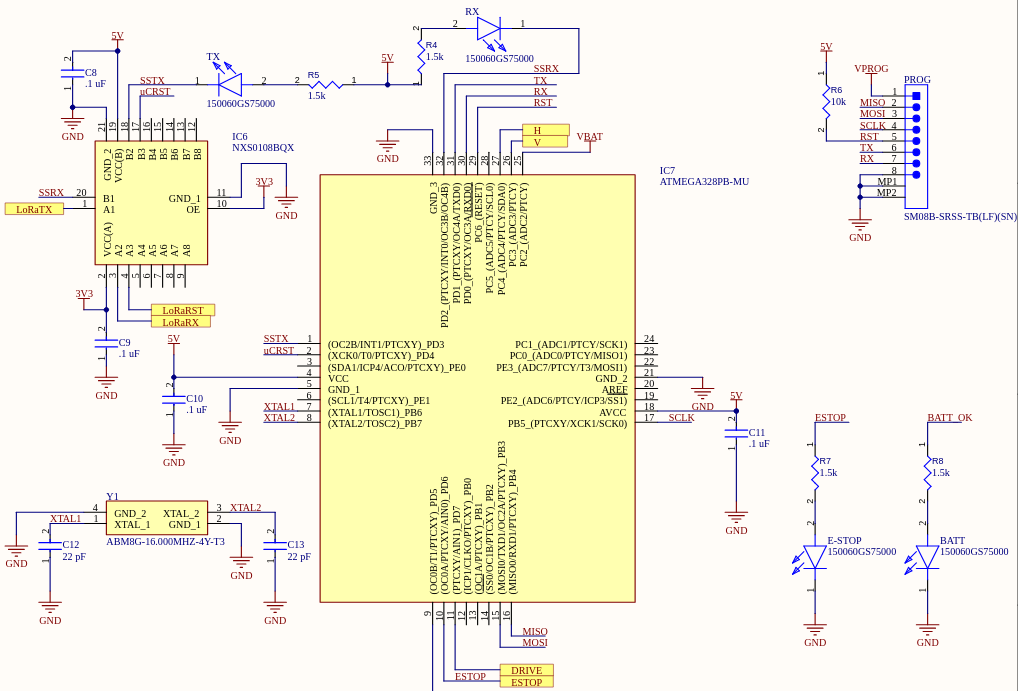 RX
2
1
150060GS75000
2
R4
1.5k
1
5V
C8
.1 uF
2
1
GND
TX
SSTX
1
2
uCRST
150060GS75000
2
R5
1
1.5k
5V
SSRX
TX
RX
RST
GND
H
V
VBAT
5V
1
R6
10k
2
VPROG
PROG
1
MISO 2
MOSI 3
SCLK 4
RST 5
TX 6
RX 7
8
MP1
MP2
SM08B-SRSS-TB(LF)(SN)
GND
IC6
NXS0108BQX
21
19
18
17
16
15
14
13
12
GND_2
VCC(B)
B2
B3
B4
B5
B6
B7
B8
SSRX 20
B1
LoRaTX
1
A1
GND_1
11
OE
10
3V3
GND
VCC(A)
A2
A3
A4
A5
A6
A7
A8
2
3
4
5
6
7
8
9
3V3
LoRaRST
LoRaRX
2
C9
.1 uF
1
GND
5V
2
C10
.1 uF
1
GND
GND
IC7
ATMEGA328PB-MU
33
32
31
30
29
28
27
26
25
GND_3
PD2_(PTCXY/INT0/OC3B/OC4B)
PD1_(PTCXY/OC4A/TXD0)
PD0_(PTCXY/OC3A/RXD0)
PC6_(RESET)
PC5_(ADC5/PTCY/SCL0)
PC4_(ADC4/PTCY/SDA0)
PC3_(ADC3/PTCY)
PC2_(ADC2/PTCY)
SSTX 1
uCRST 2
3
4
5
6
XTAL1 7
XTAL2 8
(OC2B/INT1/PTCXY)_PD3
(XCK0/T0/PTCXY)_PD4
(SDA1/ICP4/ACO/PTCXY)_PE0
VCC
GND_1
(SCL1/T4/PTCXY)_PE1
(XTAL1/TOSC1)_PB6
(XTAL2/TOSC2)_PB7
PC1_(ADC1/PTCY/SCK1)
PC0_(ADC0/PTCY/MISO1)
PE3_(ADC7/PTCY/T3/MOSI1)
GND_2
AREF
PE2_(ADC6/PTCY/ICP3/SS1)
AVCC
PB5_(PTCXY/XCK1/SCK0)
24
23
22
21
20
19
18
17
SCLK
GND
5V
2
C11
.1 uF
1
GND
(OC0B/T1/PTCXY)_PD5
(OC0A/PTCXY/AIN0)_PD6
(PTCXY/AIN1)_PD7
(ICP1/CLKO/PTCXY)_PB0
(OC1A/PTCXY)_PB1
(SS0/OC1B/PTCXY)_PB2
(MOSI0/TXD1/OC2A/PTCXY)_PB3
(MISO0/RXD1/PTCXY)_PB4
9
10
11
12
13
14
15
16
MISO
MOSI
DRIVE
ESTOP
ESTOP
Y1
4
GND_2
XTAL_2
3
XTAL2
XTAL1
1
XTAL_1
GND_1
2
ABM8G-16.000MHZ-4Y-T3
GND
2
C12
22 pF
1
GND
GND
2
C13
22 pF
1
GND
ESTOP
1
R7
1.5k
2
2
E-STOP
150060GS75000
1
GND
BATT_OK
1
R8
1.5k
2
2
BATT
150060GS75000
1
GND